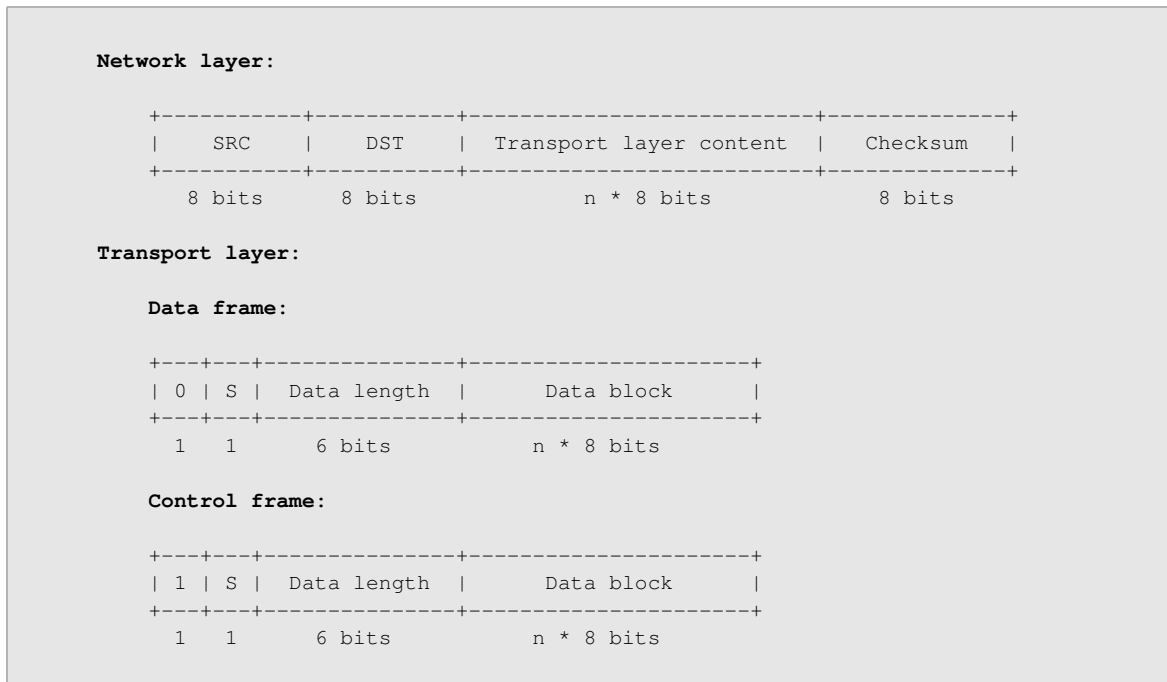 Network layer:
+-----------+-----------+---------------------------+--------------+
|    SRC    |    DST    |  Transport layer content  |   Checksum   |
+-----------+-----------+---------------------------+--------------+
8 bits      8 bits               n * 8 bits             8 bits
Transport layer:
Data frame:
+---+---+---------------+----------------------+
| 0 | S |  Data length  |      Data block      |
+---+---+---------------+----------------------+
1   1      6 bits           n * 8 bits
Control frame:
+---+---+---------------+----------------------+
| 1 | S |  Data length  |      Data block      |
+---+---+---------------+----------------------+
1   1      6 bits           n * 8 bits